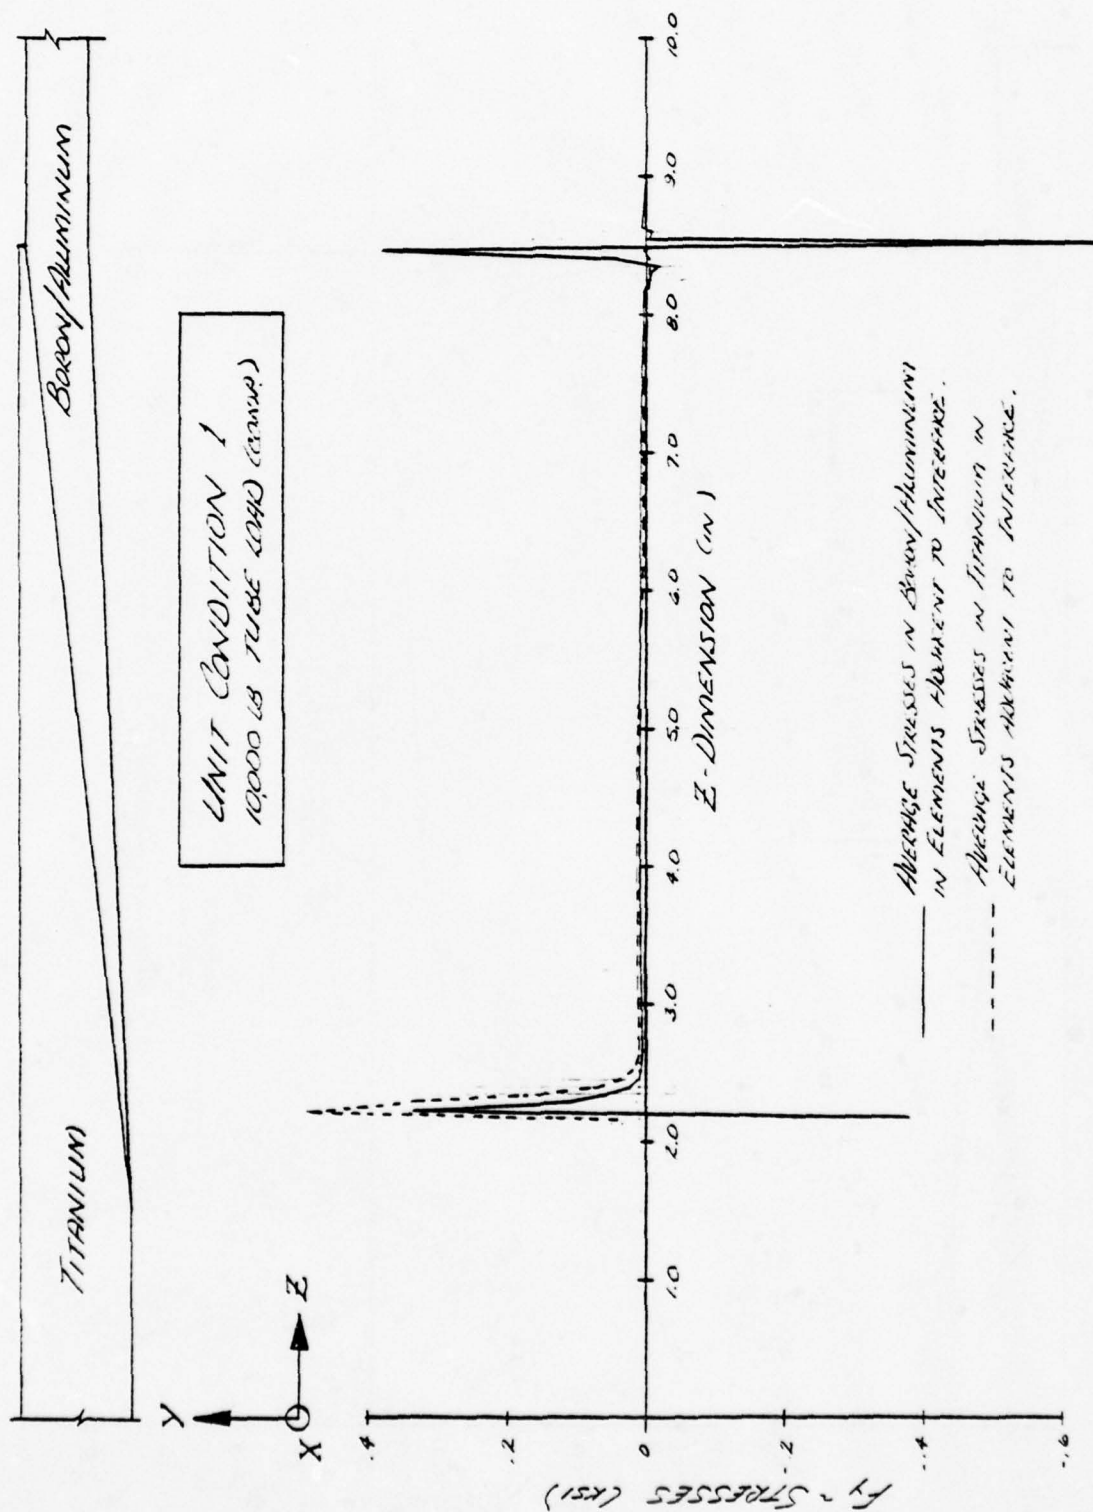 TITANIUM
BORON/ALUMINUM
Y
X
Z
UNIT CONDITION 1
10,000 LB TUBE LOAD (COMP.)
.4
.2
0
-.2
-.4
-.6
FY ~ STRESSES (KSI)
1.0
2.0
3.0
4.0
5.0
6.0
7.0
8.0
9.0
10.0
Z-DIMENSION (IN)
AVERAGE STRESSES IN BORON/ALUMINUM
IN ELEMENTS ADJACENT TO INTERFACE.
AVERAGE STRESSES IN TITANIUM IN
ELEMENTS ADJACENT TO INTERFACE.